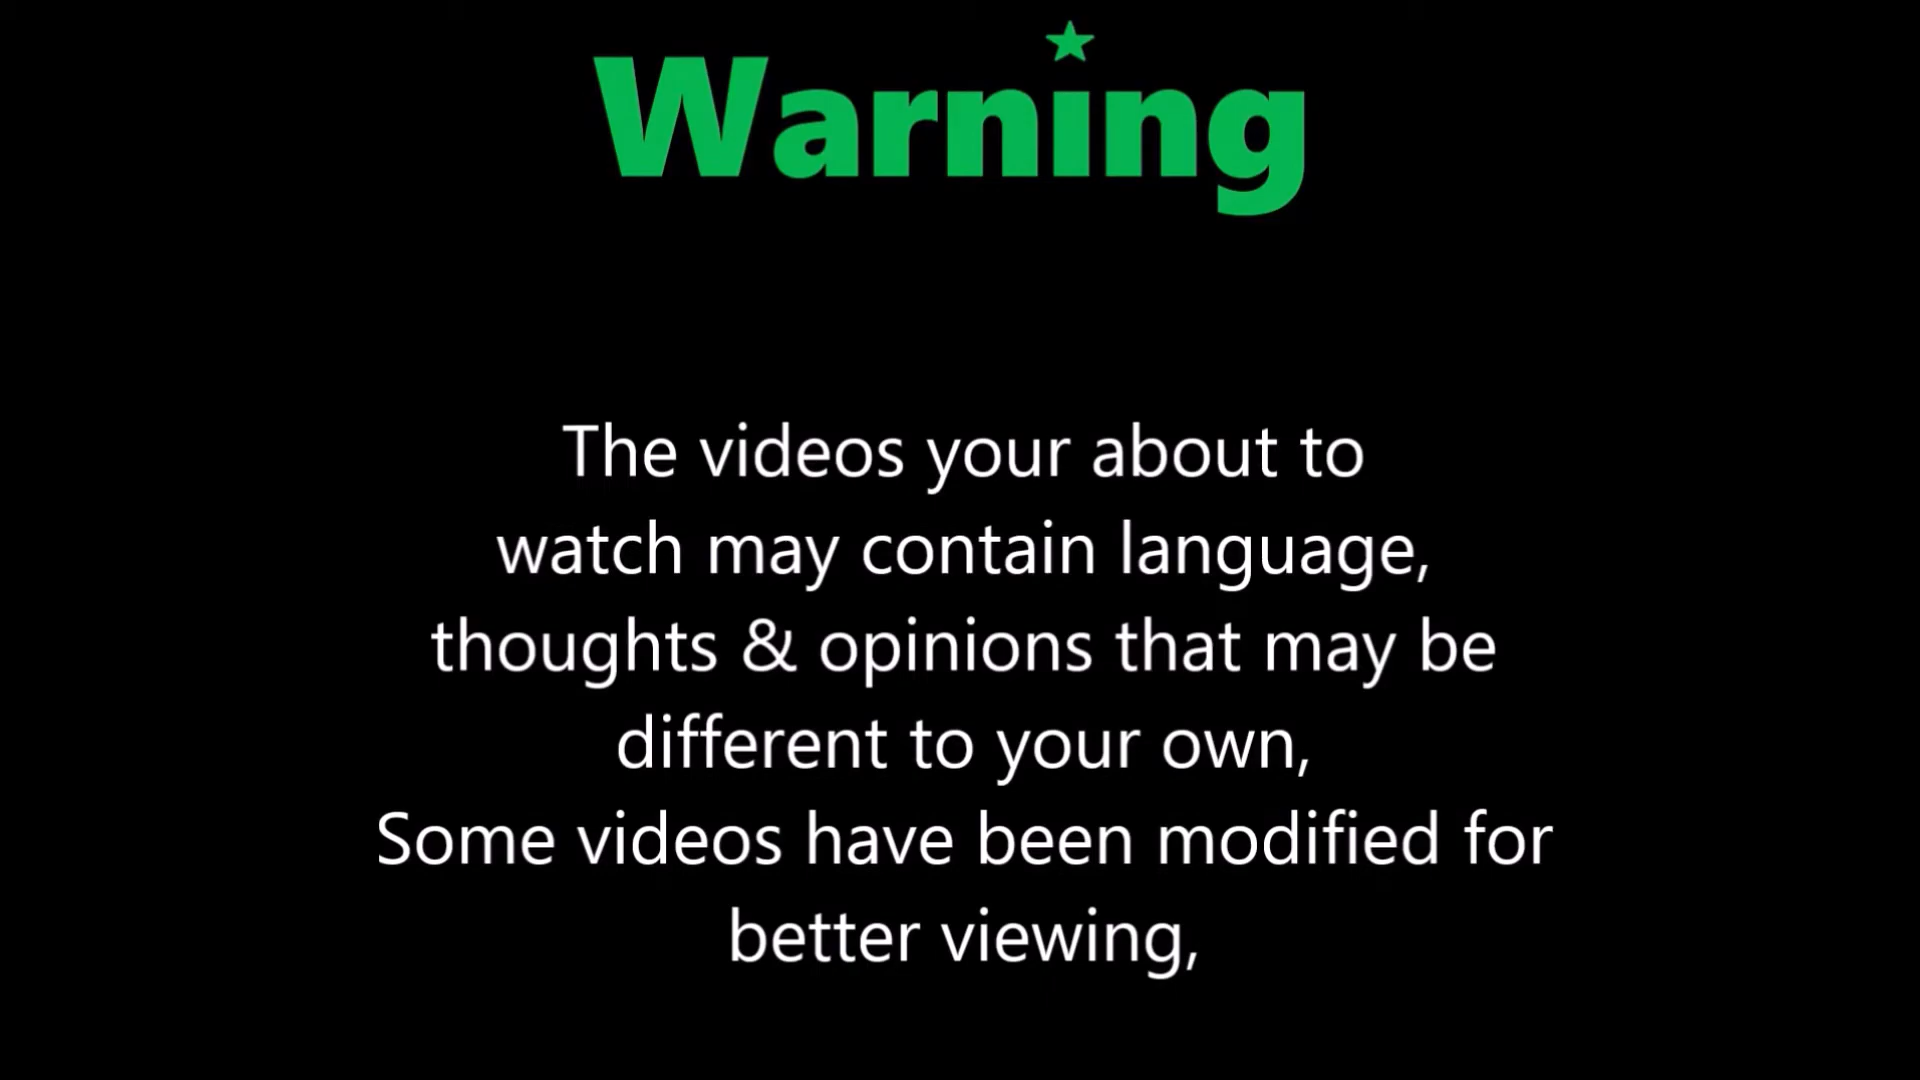 Warning
The videos your about to
watch may contain language,
thoughts & opinions that may be
different to your own,
Some videos have been modified for
better viewing,